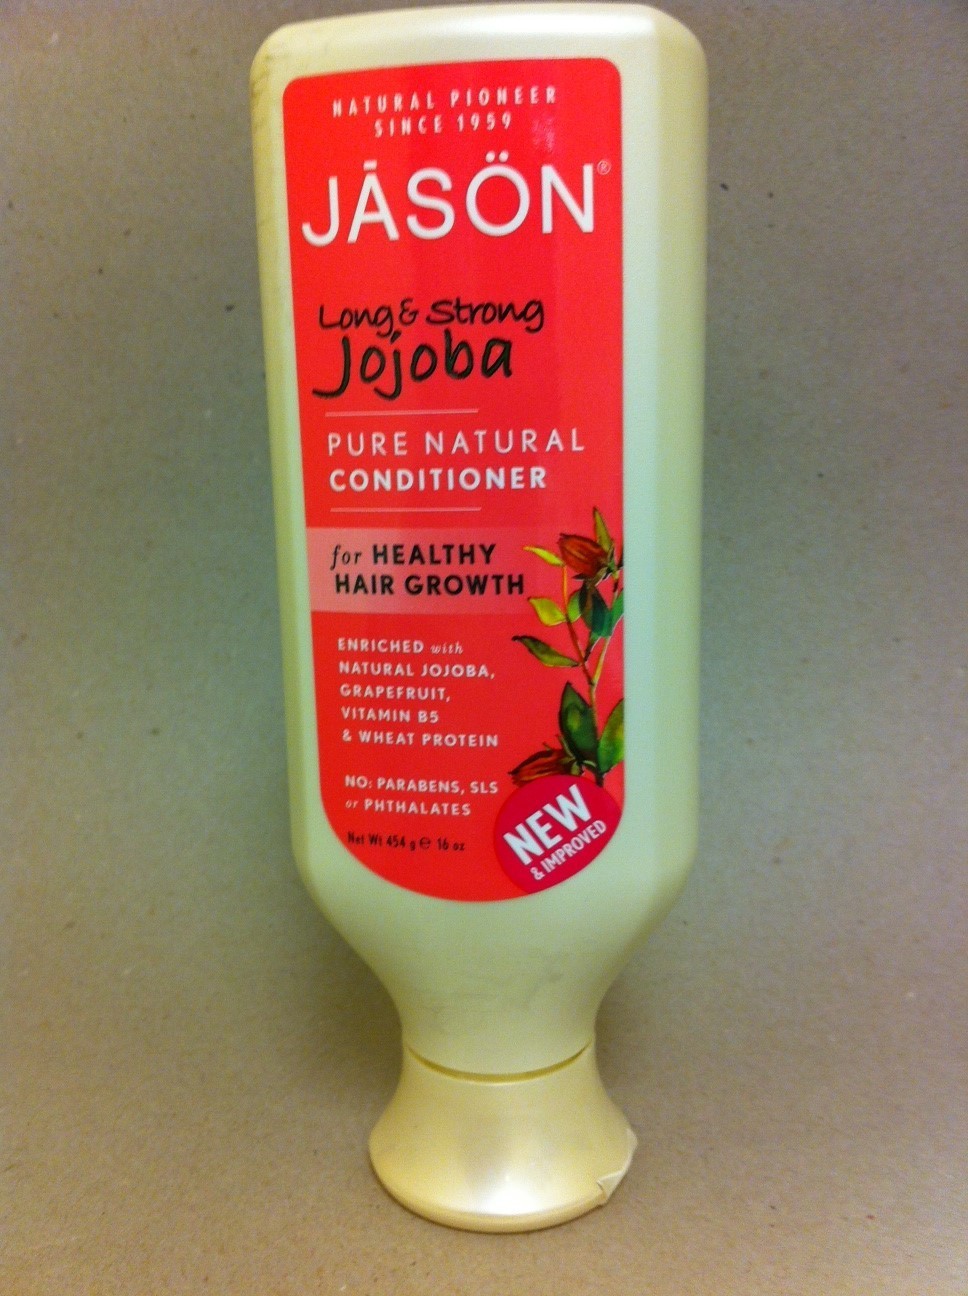 NATURAL PIONEER
SINCE 1959
JĀSÖN®
Long & Strong
Jojoba
PURE NATURAL
CONDITIONER
for HEALTHY
HAIR GROWTH
ENRICHED with
NATURAL JOJOBA,
GRAPEFRUIT,
VITAMIN B5
& WHEAT PROTEIN
NO: PARABENS, SLS
or PHTHALATES
Net Wt 454 g ℮ 16 oz
NEW
& IMPROVED